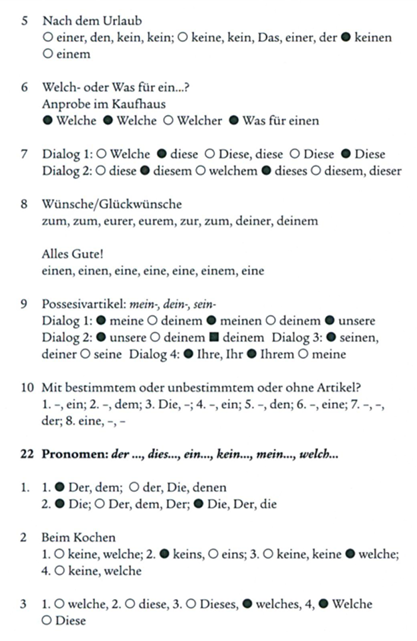 5 Nach dem Urlaub
○ einer, den, kein, kein; ○ keine, kein, Das, einer, der ● keinen
○ einem
6 Welch- oder Was für ein...?
Anprobe im Kaufhaus
● Welche ● Welche ○ Welcher ● Was für einen
7 Dialog 1: ○ Welche ● diese ○ Diese, diese ○ Diese ● Diese
Dialog 2: ○ diese ● diesem ○ welchem ● dieses ○ diesem, dieser
8 Wünsche/Glückwünsche
zum, zum, eurer, eurem, zur, zum, deiner, deinem
Alles Gute!
einen, einen, eine, eine, eine, einem, eine
9 Possesivartikel: mein-, dein-, sein-
Dialog 1: ● meine ○ deinem ● meinen ○ deinem ● unsere
Dialog 2: ● unsere ○ deinem ■ deinem Dialog 3: ● seinen,
deiner ○ seine Dialog 4: ● Ihre, Ihr ● Ihrem ○ meine
10 Mit bestimmtem oder unbestimmtem oder ohne Artikel?
1. –, ein; 2. –, dem; 3. Die, –; 4. –, ein; 5. –, den; 6. –, eine; 7. –, –,
der; 8. eine, –, –
22 Pronomen: der ..., dies..., ein..., kein..., mein..., welch...
1. 1. ● Der, dem; ○ der, Die, denen
2. ● Die; ○ Der, dem, Der; ● Die, Der, die
2 Beim Kochen
1. ○ keine, welche; 2. ● keins, ○ eins; 3. ○ keine, keine ● welche;
4. ○ keine, welche
3 1. ○ welche, 2. ○ diese, 3. ○ Dieses, ● welches, 4, ● Welche
○ Diese